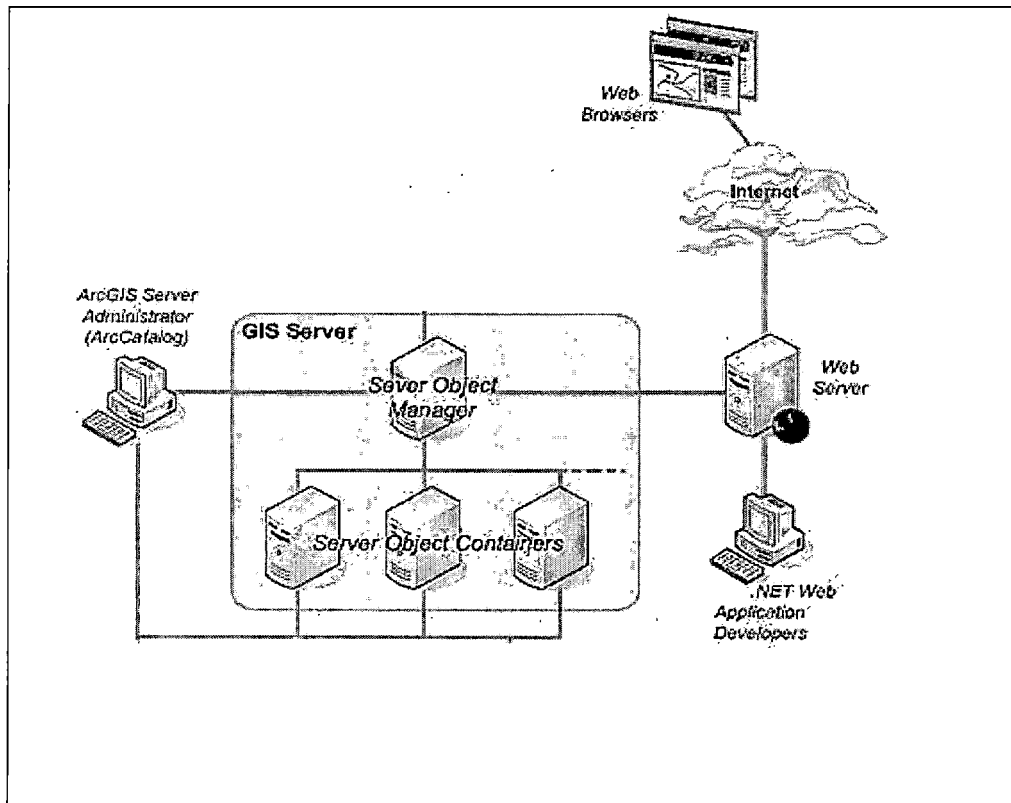 Web
Browsers
Internet
ArcGIS Server
Administrator
(ArcCatalog)
GIS Server
Sever Object
Manager
Web
Server
Server Object Containers
.NET Web
Application
Developers